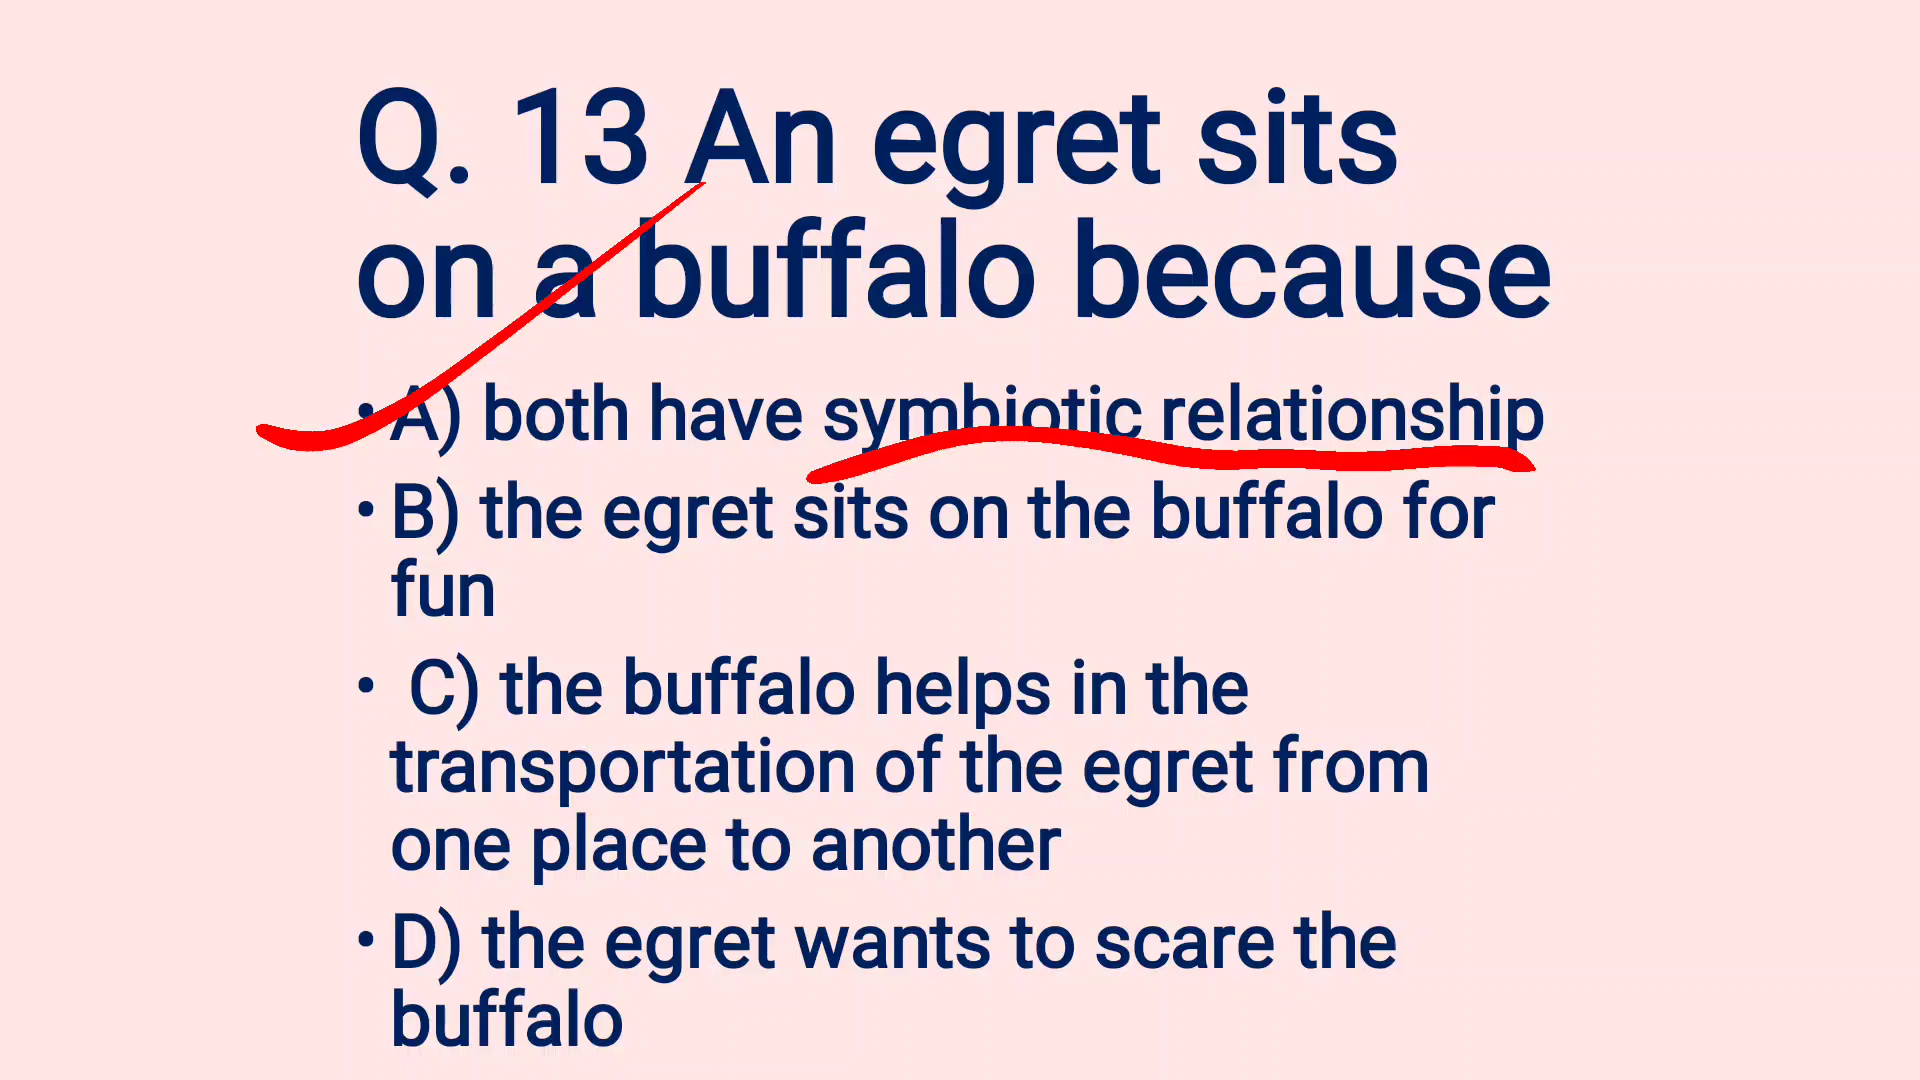 Q. 13 An egret sits
on a buffalo because
• A) both have symbiotic relationship
• B) the egret sits on the buffalo for
fun
• C) the buffalo helps in the
transportation of the egret from
one place to another
• D) the egret wants to scare the
buffalo